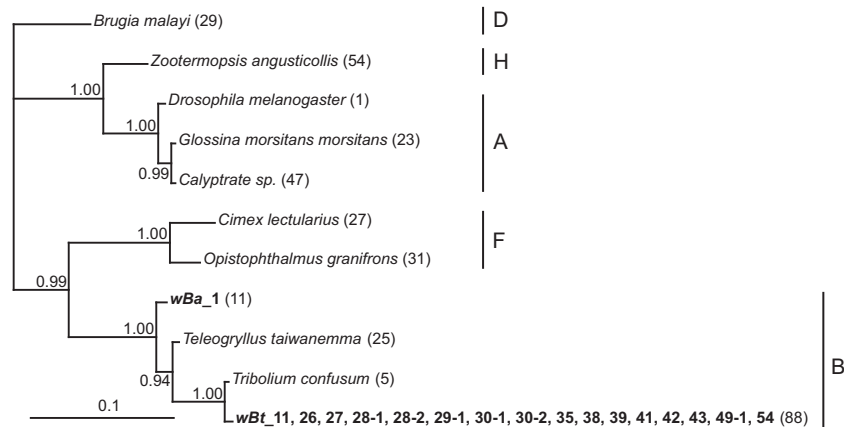 Brugia malayi (29)
D
Zootermopsis angusticollis (54)
H
1.00
Drosophila melanogaster (1)
1.00
Glossina morsitans morsitans (23)
A
0.99
Calyptrate sp. (47)
Cimex lectularius (27)
1.00
F
Opistophthalmus granifrons (31)
0.99
wBa_1 (11)
1.00
Teleogryllus taiwanemma (25)
B
0.94
Tribolium confusum (5)
1.00
0.1
wBt_11, 26, 27, 28-1, 28-2, 29-1, 30-1, 30-2, 35, 38, 39, 41, 42, 43, 49-1, 54 (88)